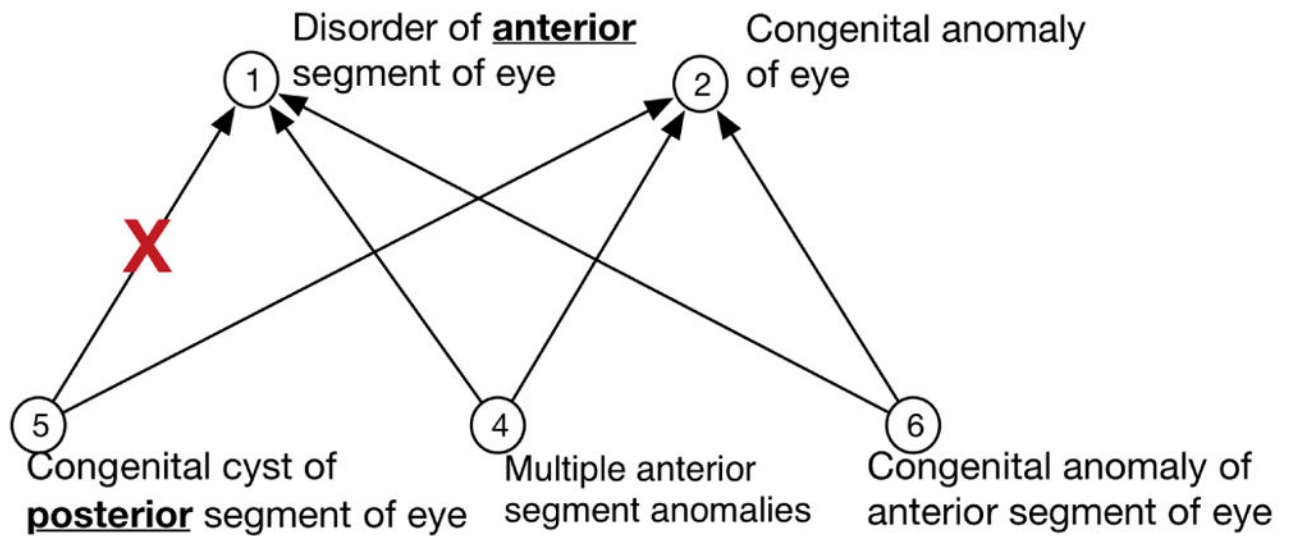 Disorder of anterior
segment of eye
1
Congenital anomaly
of eye
2
X
5
Congenital cyst of
posterior segment of eye
4
Multiple anterior
segment anomalies
6
Congenital anomaly of
anterior segment of eye